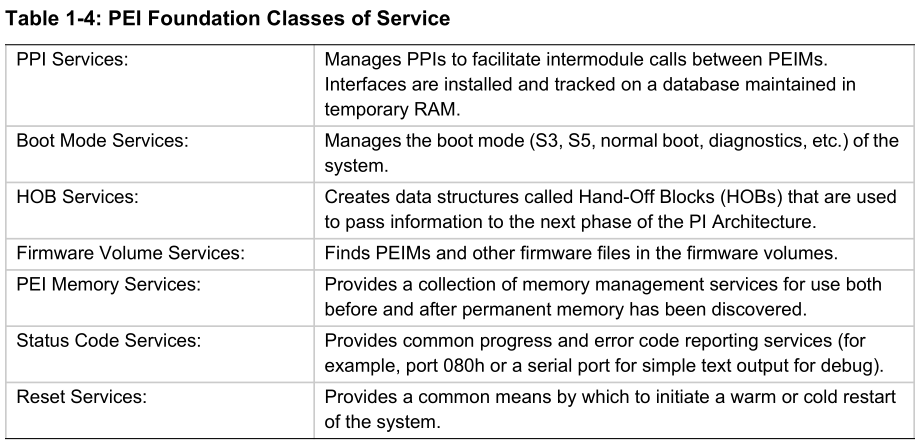 Table 1-4: PEI Foundation Classes of Service
PPI Services:
Manages PPIs to facilitate intermodule calls between PEIMs.
Interfaces are installed and tracked on a database maintained in
temporary RAM.
Boot Mode Services:
Manages the boot mode (S3, S5, normal boot, diagnostics, etc.) of the
system.
HOB Services:
Creates data structures called Hand-Off Blocks (HOBs) that are used
to pass information to the next phase of the PI Architecture.
Firmware Volume Services:
Finds PEIMs and other firmware files in the firmware volumes.
PEI Memory Services:
Provides a collection of memory management services for use both
before and after permanent memory has been discovered.
Status Code Services:
Provides common progress and error code reporting services (for
example, port 080h or a serial port for simple text output for debug).
Reset Services:
Provides a common means by which to initiate a warm or cold restart
of the system.